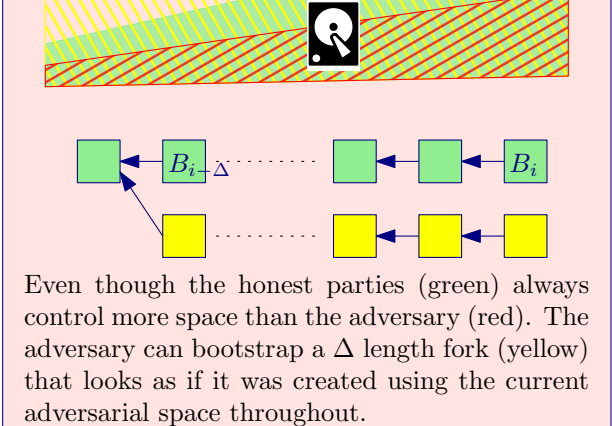 B_{i−Δ}
B_i
Even though the honest parties (green) always
control more space than the adversary (red). The
adversary can bootstrap a Δ length fork (yellow)
that looks as if it was created using the current
adversarial space throughout.